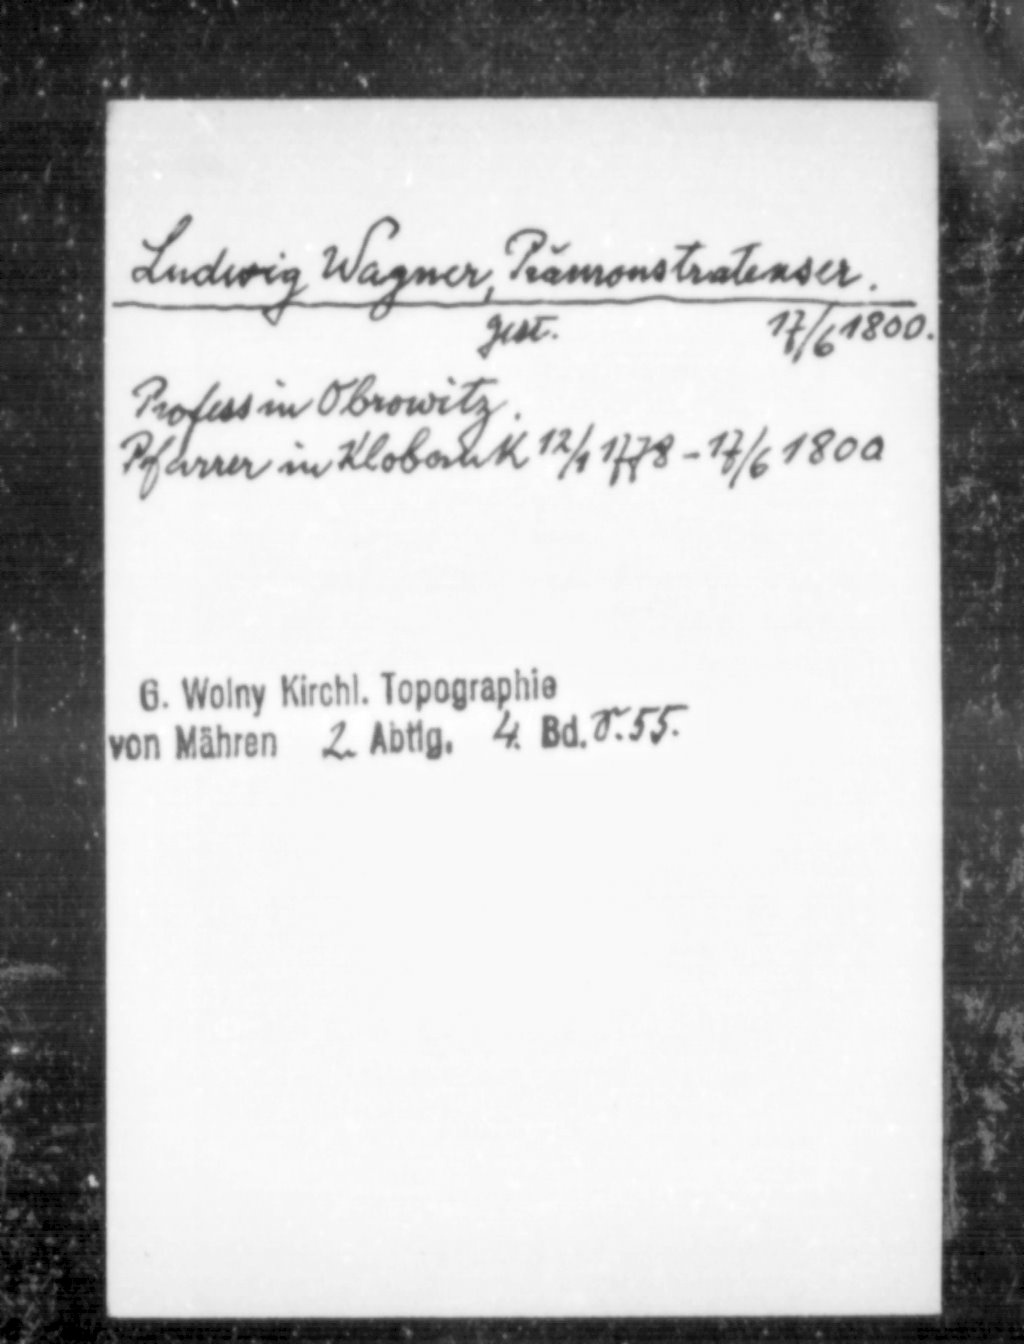 Ludwig Wagner, Prämonstratenser.
gest. 17/6 1800.
Profess in Obrowitz.
Pfarrer in Klobouk 12/1 1778 - 17/6 1800
G. Wolny Kirchl. Topographie
von Mähren 2. Abtlg. 4. Bd. S. 55.